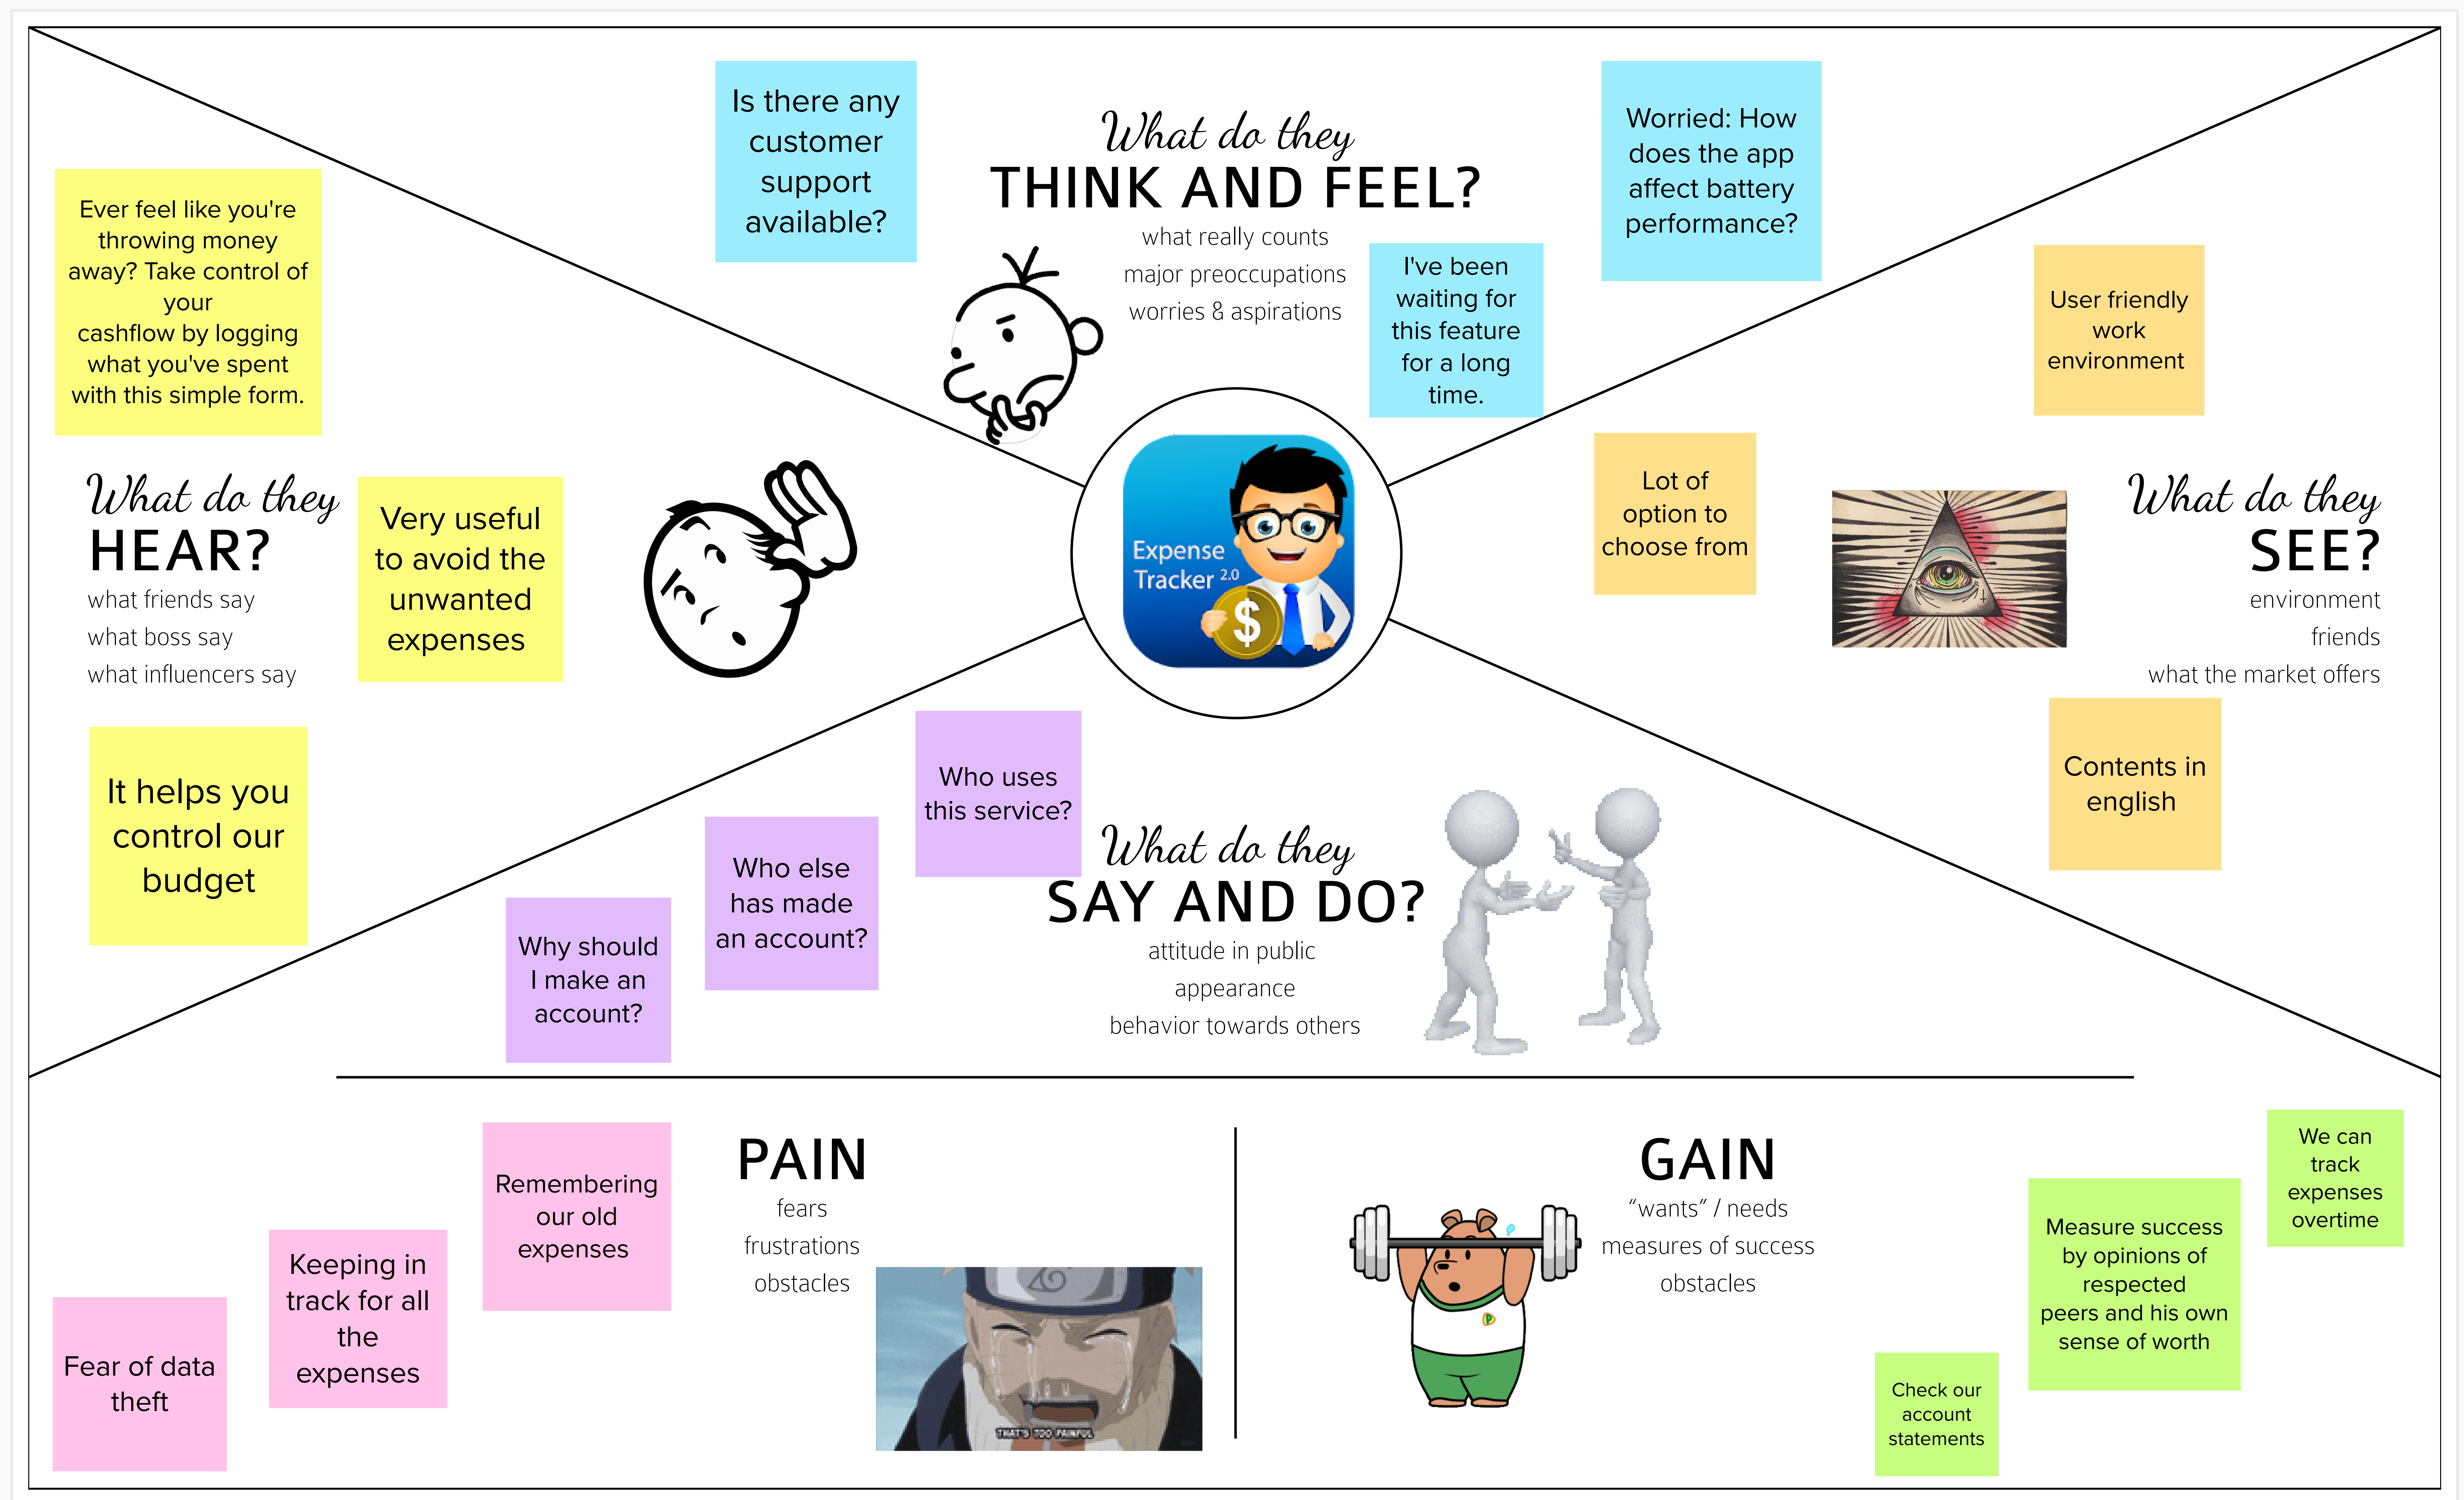 Is there any
customer
support
available?
What do they
THINK AND FEEL?
what really counts
major preoccupations
worries & aspirations
I've been
waiting for
this feature
for a long
time.
Worried: How
does the app
affect battery
performance?
Ever feel like you're
throwing money
away? Take control of
your
cashflow by logging
what you've spent
with this simple form.
What do they
HEAR?
what friends say
what boss say
what influencers say
Very useful
to avoid the
unwanted
expenses
It helps you
control our
budget
Expense
Tracker 2.0
$
User friendly
work
environment
Lot of
option to
choose from
What do they
SEE?
environment
friends
what the market offers
Contents in
english
Who uses
this service?
Who else
has made
an account?
Why should
I make an
account?
What do they
SAY AND DO?
attitude in public
appearance
behavior towards others
PAIN
fears
frustrations
obstacles
Remembering
our old
expenses
Keeping in
track for all
the
expenses
Fear of data
theft
THAT'S TOO PAINFUL
GAIN
“wants” / needs
measures of success
obstacles
P
We can
track
expenses
overtime
Measure success
by opinions of
respected
peers and his own
sense of worth
Check our
account
statements